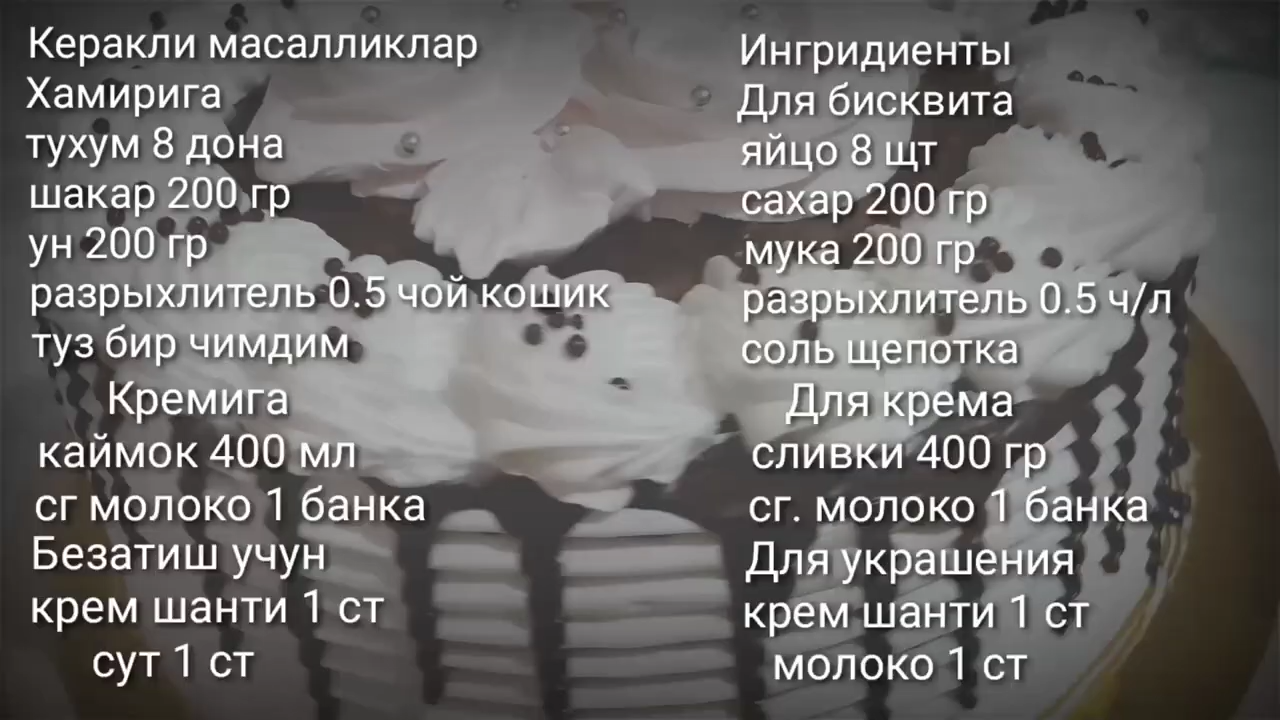 Керакли масалликлар
Хамирига
тухум 8 дона
шакар 200 гр
ун 200 гр
разрыхлитель 0.5 чой кошик
туз бир чимдим
Кремига
каймок 400 мл
сг молоко 1 банка
Безатиш учун
крем шанти 1 ст
сут 1 ст
Ингридиенты
Для бисквита
яйцо 8 щт
сахар 200 гр
мука 200 гр
разрыхлитель 0.5 ч/л
соль щепотка
Для крема
сливки 400 гр
сг. молоко 1 банка
Для украшения
крем шанти 1 ст
молоко 1 ст